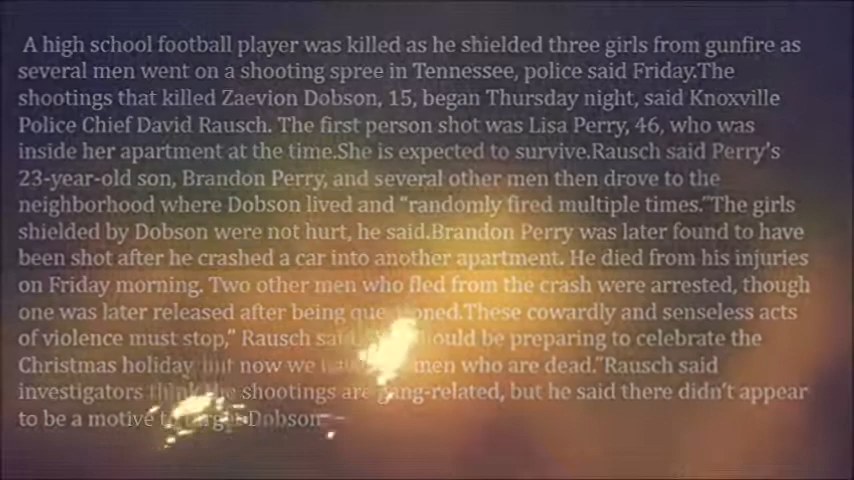 A high school football player was killed as he shielded three girls from gunfire as
several men went on a shooting spree in Tennessee, police said Friday.The
shootings that killed Zaevion Dobson, 15, began Thursday night, said Knoxville
Police Chief David Rausch. The first person shot was Lisa Perry, 46, who was
inside her apartment at the time.She is expected to survive.Rausch said Perry’s
23-year-old son, Brandon Perry, and several other men then drove to the
neighborhood where Dobson lived and “randomly fired multiple times.”The girls
shielded by Dobson were not hurt, he said.Brandon Perry was later found to have
been shot after he crashed a car into another apartment. He died from his injuries
on Friday morning. Two other men who fled from the crash were arrested, though
one was later released after being questioned.These cowardly and senseless acts
of violence must stop,” Rausch said. should be preparing to celebrate the
Christmas holiday but now we men who are dead.”Rausch said
investigators think the shootings are gang-related, but he said there didn’t appear
to be a motive to target Dobson